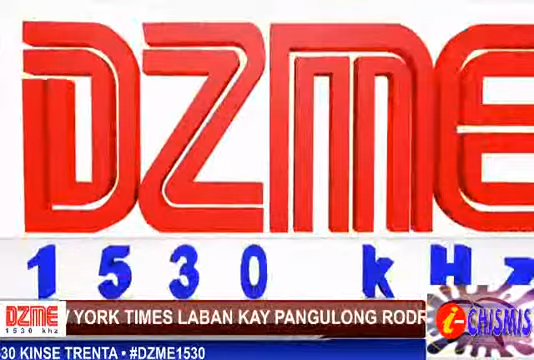 DZME
1530 kHz
DZME
1530 khz
YORK TIMES LABAN KAY PANGULONG RODR
i-CHISMIS
30 KINSE TRENTA • #DZME1530